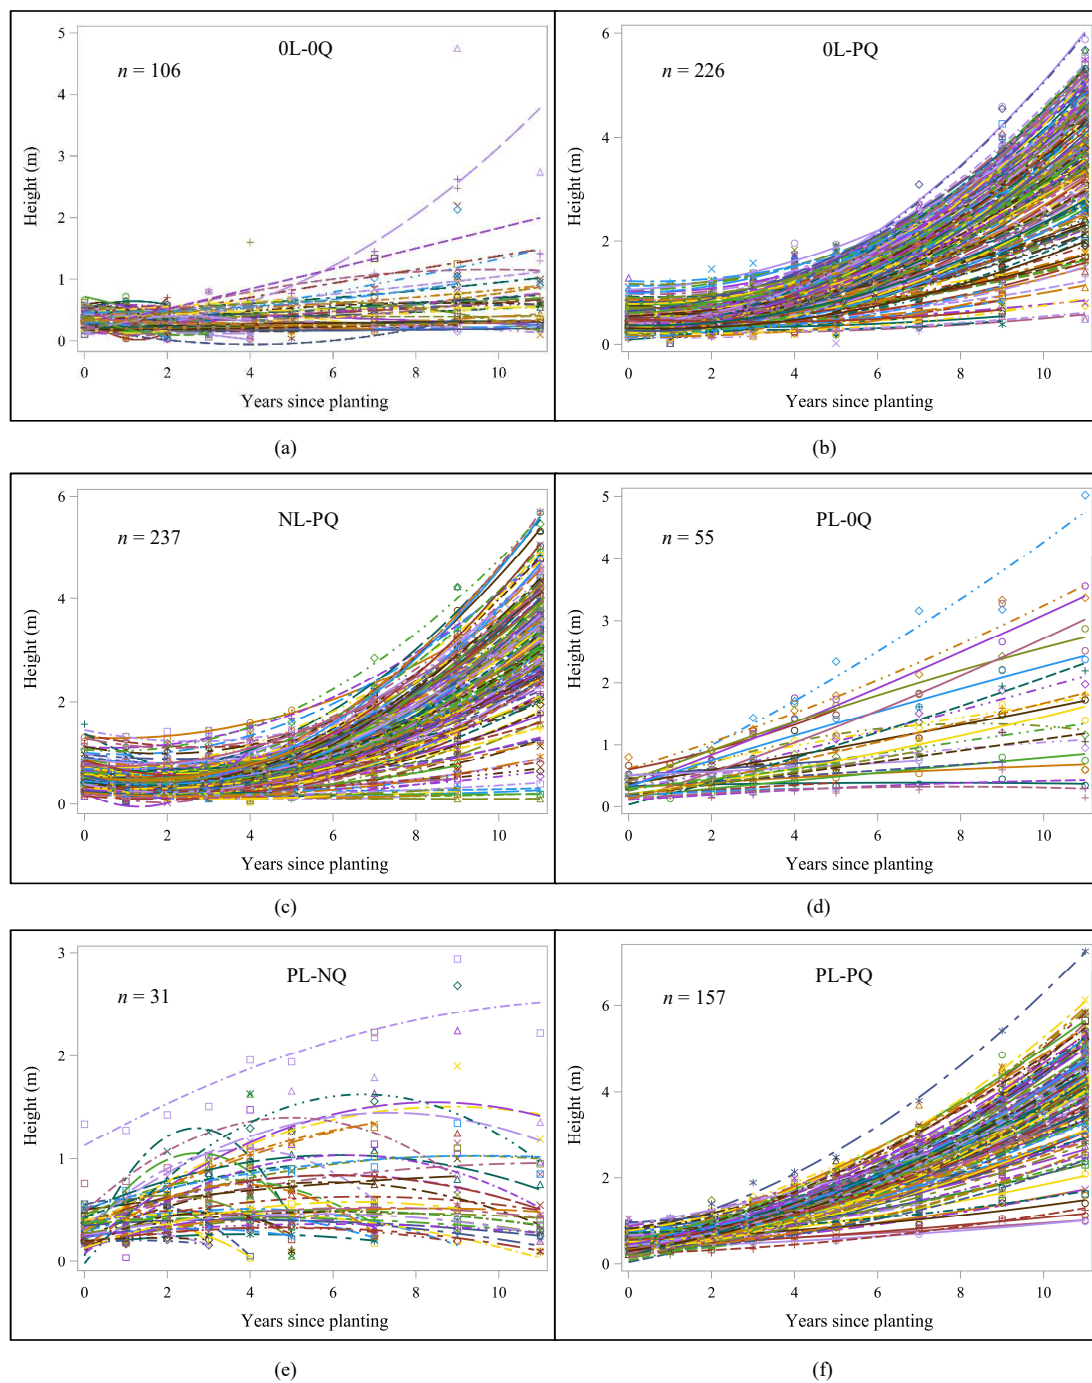 0L-0Q
n = 106
5
4
3
2
1
0
Height (m)
0 2 4 6 8 10
Years since planting
(a)
0L-PQ
n = 226
6
4
2
0
Height (m)
0 2 4 6 8 10
Years since planting
(b)
NL-PQ
n = 237
6
4
2
0
Height (m)
0 2 4 6 8 10
Years since planting
(c)
PL-0Q
n = 55
5
4
3
2
1
0
Height (m)
0 2 4 6 8 10
Years since planting
(d)
PL-NQ
n = 31
3
2
1
0
Height (m)
0 2 4 6 8 10
Years since planting
(e)
PL-PQ
n = 157
6
4
2
0
Height (m)
0 2 4 6 8 10
Years since planting
(f)